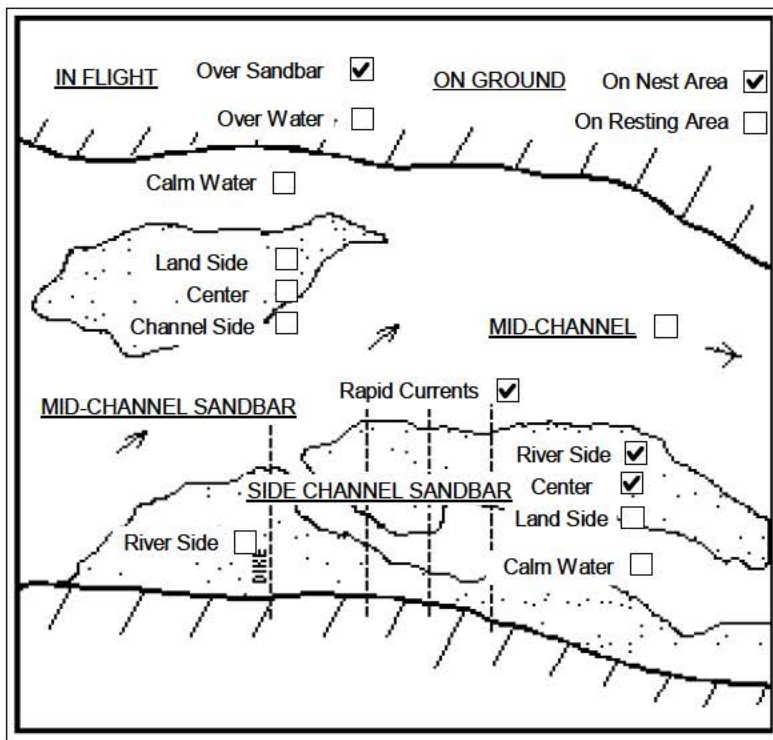 IN FLIGHT Over Sandbar ON GROUND On Nest Area
Over Water On Resting Area
Calm Water
Land Side
Center
Channel Side
MID-CHANNEL
Rapid Currents
MID-CHANNEL SANDBAR
River Side
SIDE CHANNEL SANDBAR Center
Land Side
River Side
DIKE
Calm Water